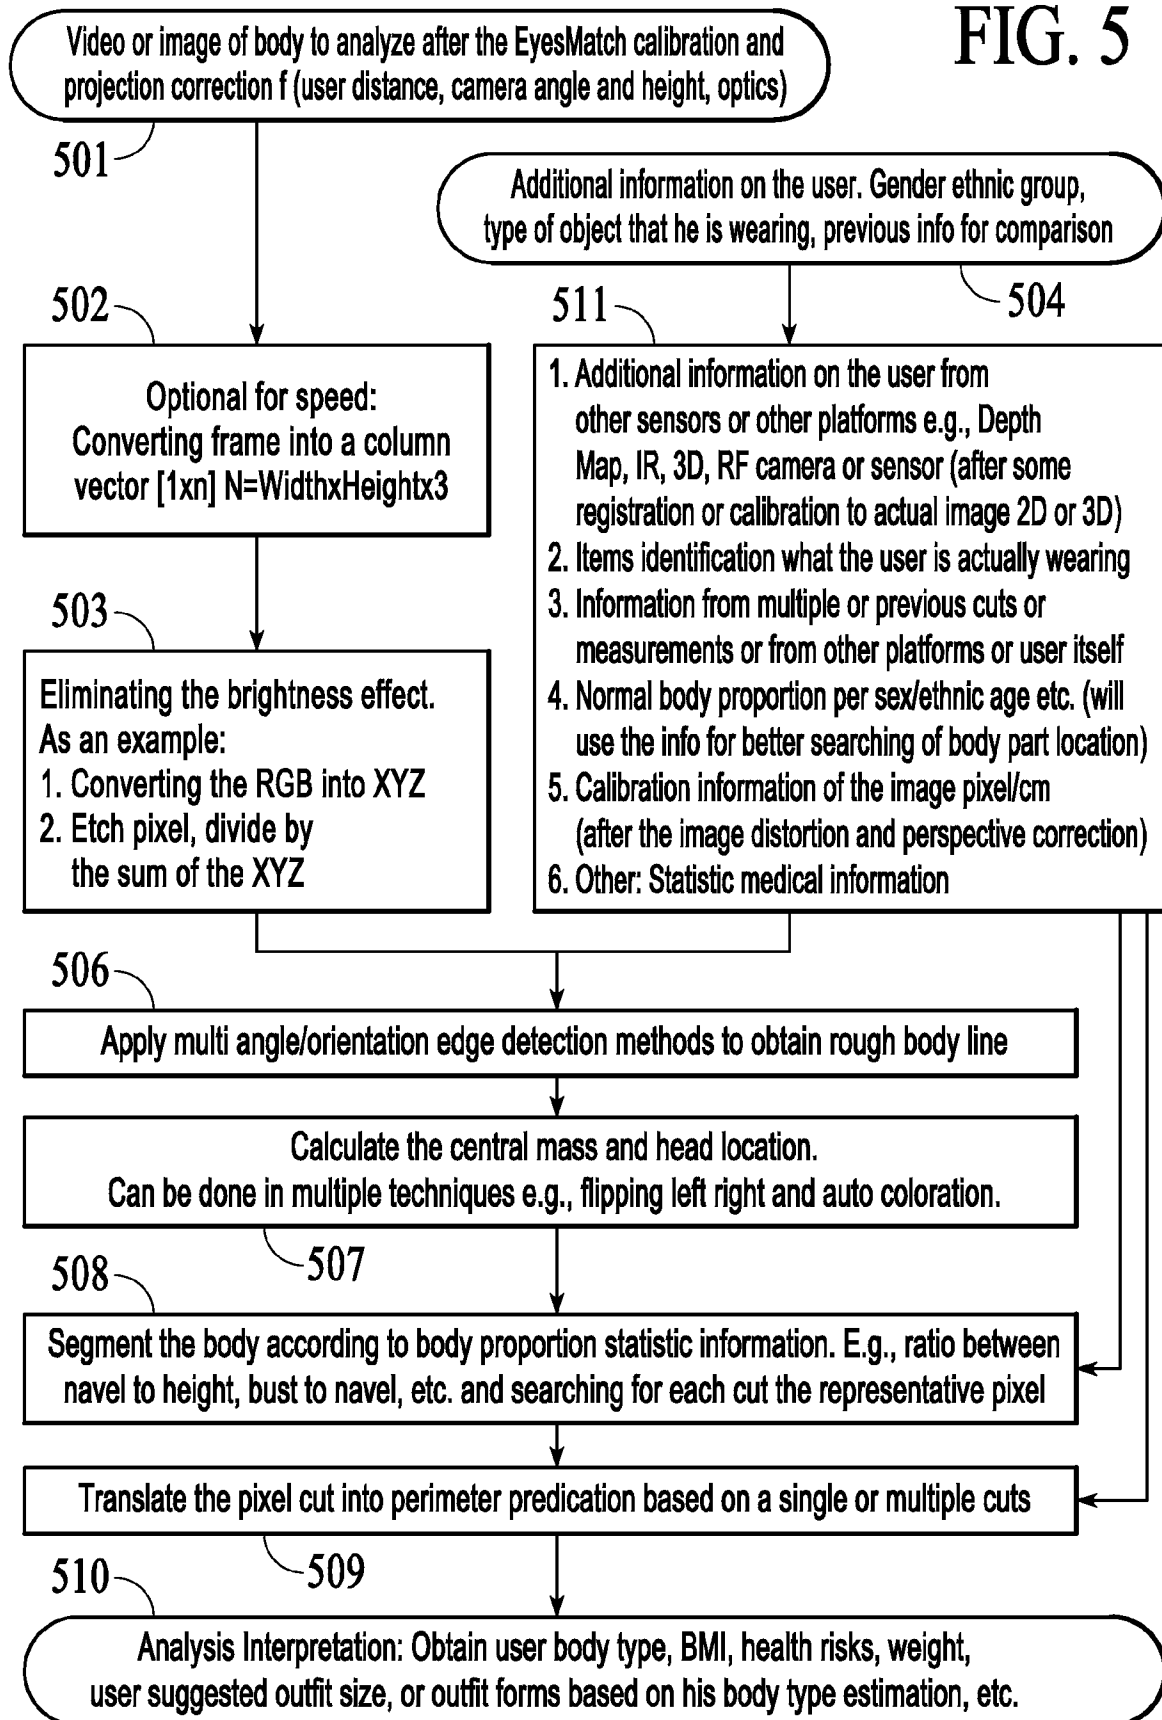 FIG. 5
Video or image of body to analyze after the EyesMatch calibration and
projection correction f (user distance, camera angle and height, optics)
501
Additional information on the user. Gender ethnic group,
type of object that he is wearing, previous info for comparison
504
502
Optional for speed:
Converting frame into a column
vector [1xn] N=WidthxHeightx3
503
Eliminating the brightness effect.
As an example:
1. Converting the RGB into XYZ
2. Etch pixel, divide by
the sum of the XYZ
511
1. Additional information on the user from
other sensors or other platforms e.g., Depth
Map, IR, 3D, RF camera or sensor (after some
registration or calibration to actual image 2D or 3D)
2. Items identification what the user is actually wearing
3. Information from multiple or previous cuts or
measurements or from other platforms or user itself
4. Normal body proportion per sex/ethnic age etc. (will
use the info for better searching of body part location)
5. Calibration information of the image pixel/cm
(after the image distortion and perspective correction)
6. Other: Statistic medical information
506
Apply multi angle/orientation edge detection methods to obtain rough body line
Calculate the central mass and head location.
Can be done in multiple techniques e.g., flipping left right and auto coloration.
507
508
Segment the body according to body proportion statistic information. E.g., ratio between
navel to height, bust to navel, etc. and searching for each cut the representative pixel
Translate the pixel cut into perimeter predication based on a single or multiple cuts
509
510
Analysis Interpretation: Obtain user body type, BMI, health risks, weight,
user suggested outfit size, or outfit forms based on his body type estimation, etc.